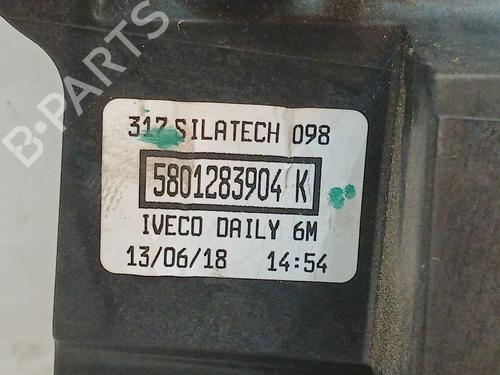 B-PARTS
317 SILATECH 098
5801283904 K
IVECO DAILY 6M
13/06/18 14:54